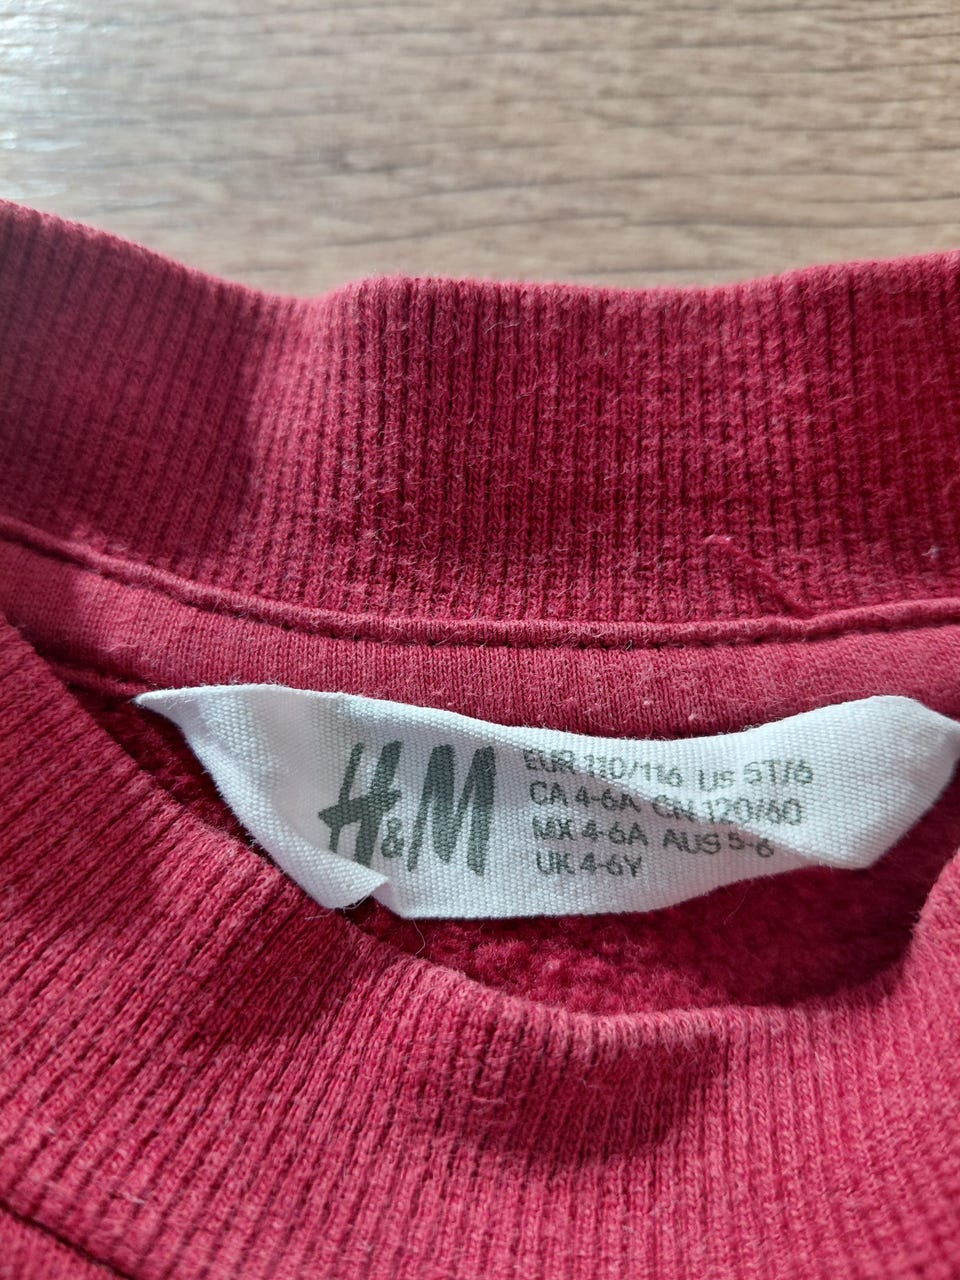 H&M
EUR 110/116 US 5T/6
CA 4-6A CN 120/60
MX 4-6A AUS 5-6
UK 4-6Y